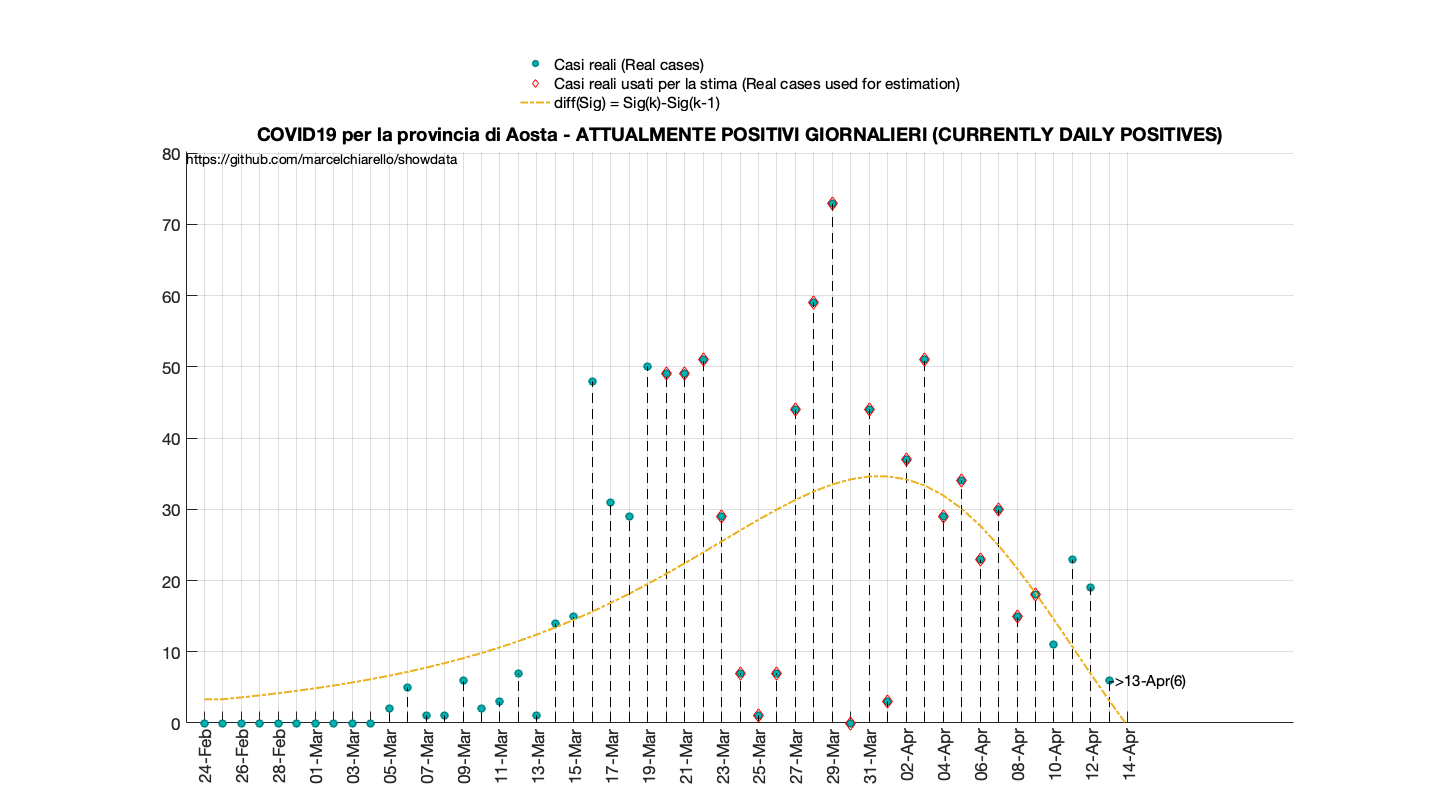 Casi reali (Real cases)
Casi reali usati per la stima (Real cases used for estimation)
diff(Sig) = Sig(k)-Sig(k-1)
COVID19 per la provincia di Aosta - ATTUALMENTE POSITIVI GIORNALIERI (CURRENTLY DAILY POSITIVES)
https://github.com/marcelchiarello/showdata
80
70
60
50
40
30
20
10
0
>13-Apr(6)
24-Feb
26-Feb
28-Feb
01-Mar
03-Mar
05-Mar
07-Mar
09-Mar
11-Mar
13-Mar
15-Mar
17-Mar
19-Mar
21-Mar
23-Mar
25-Mar
27-Mar
29-Mar
31-Mar
02-Apr
04-Apr
06-Apr
08-Apr
10-Apr
12-Apr
14-Apr